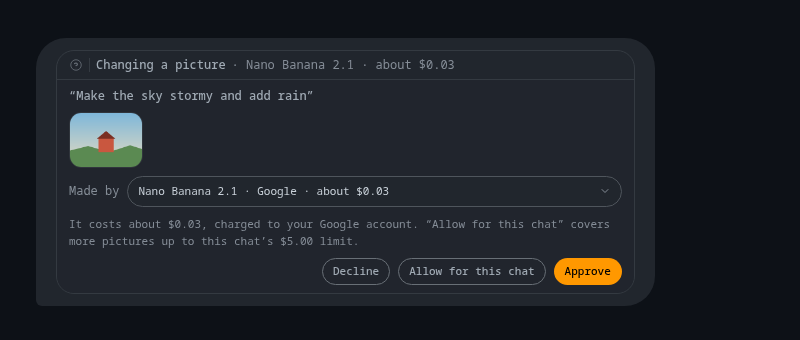 Changing a picture · Nano Banana 2.1 · about $0.03
“Make the sky stormy and add rain”
Made by Nano Banana 2.1 · Google · about $0.03
It costs about $0.03, charged to your Google account. “Allow for this chat” covers
more pictures up to this chat’s $5.00 limit.
Decline Allow for this chat Approve